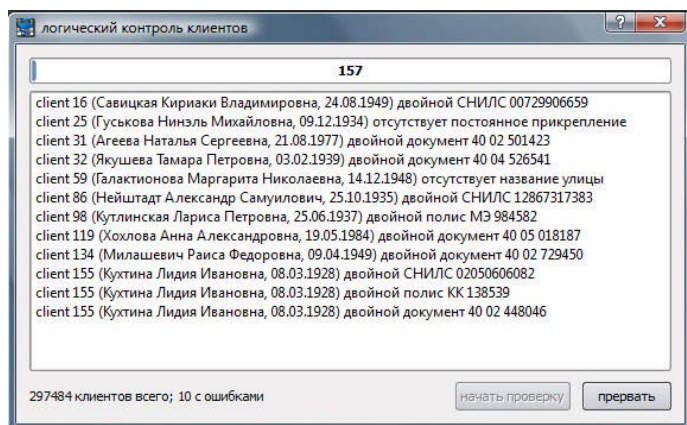 логический контроль клиентов
157
client 16 (Савицкая Кириаки Владимировна, 24.08.1949) двойной СНИЛС 00729906659
client 25 (Гуськова Нинэль Михайловна, 09.12.1934) отсутствует постоянное прикрепление
client 31 (Агеева Наталья Сергеевна, 21.08.1977) двойной документ 40 02 501423
client 32 (Якушева Тамара Петровна, 03.02.1939) двойной документ 40 04 526541
client 59 (Галактионова Маргарита Николаевна, 14.12.1948) отсутствует название улицы
client 86 (Нейштадт Александр Самуилович, 25.10.1935) двойной СНИЛС 12867317383
client 98 (Кутлинская Лариса Петровна, 25.06.1937) двойной полис МЭ 984582
client 119 (Хохлова Анна Александровна, 19.05.1984) двойной документ 40 05 018187
client 134 (Милашевич Раиса Федоровна, 09.04.1949) двойной документ 40 02 729450
client 155 (Кухтина Лидия Ивановна, 08.03.1928) двойной СНИЛС 02050606082
client 155 (Кухтина Лидия Ивановна, 08.03.1928) двойной полис КК 138539
client 155 (Кухтина Лидия Ивановна, 08.03.1928) двойной документ 40 02 448046
297484 клиентов всего; 10 с ошибками
начать проверку
прервать